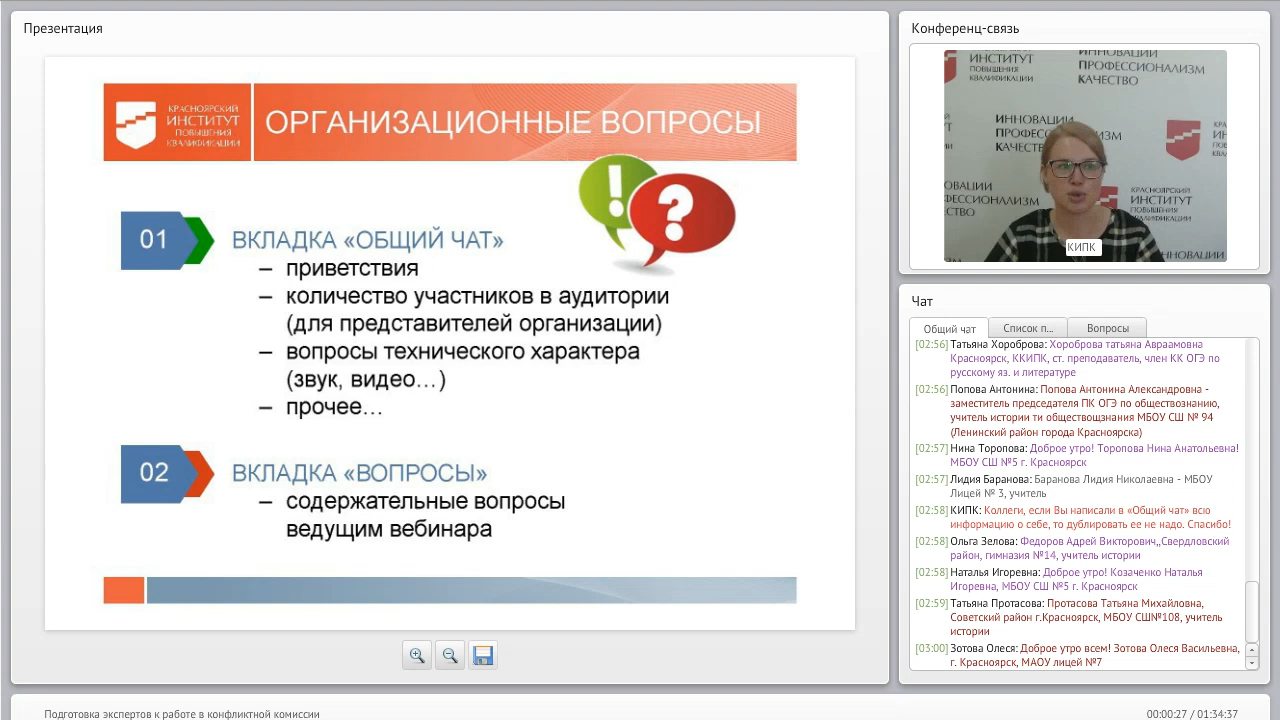 Презентация
КРАСНОЯРСКИЙ
ИНСТИТУТ
ПОВЫШЕНИЯ
КВАЛИФИКАЦИИ
ОРГАНИЗАЦИОННЫЕ ВОПРОСЫ
! ?
01
ВКЛАДКА «ОБЩИЙ ЧАТ»
– приветствия
– количество участников в аудитории
(для представителей организации)
– вопросы технического характера
(звук, видео…)
– прочее…
02
ВКЛАДКА «ВОПРОСЫ»
– содержательные вопросы
ведущим вебинара
Конференц-связь
ИНСТИТУТ
ПОВЫШЕНИЯ
КВАЛИФИКАЦИИ
ИННОВАЦИИ
ПРОФЕССИОНАЛИЗМ
КАЧЕСТВО
КРАСНОЯРСКИЙ
ИНСТИТУТ
ПОВЫШЕНИЯ
КВАЛИФИКАЦИИ
КИПК
Чат
Общий чат
Список п...
Вопросы
[02:56] Татьяна Хороброва: Хороброва татьяна Авраамовна
Красноярск, ККИПК, ст. преподаватель, член КК ОГЭ по
русскому яз. и литературе
[02:56] Попова Антонина: Попова Антонина Александровна -
заместитель председателя ПК ОГЭ по обществознанию,
учитель истории ти обществощзнания МБОУ СШ № 94
(Ленинский район города Красноярска)
[02:57] Нина Торопова: Доброе утро! Торопова Нина Анатольевна!
МБОУ СШ №5 г. Красноярск
[02:57] Лидия Баранова: Баранова Лидия Николаевна - МБОУ
Лицей № 3, учитель
[02:58] КИПК: Коллеги, если Вы написали в «Общий чат» всю
информацию о себе, то дублировать ее не надо. Спасибо!
[02:58] Ольга Зелова: Федоров Адрей Викторович,,Свердловский
район, гимназия №14, учитель истории
[02:58] Наталья Игоревна: Доброе утро! Козаченко Наталья
Игоревна, МБОУ СШ №5 г. Красноярск
[02:59] Татьяна Протасова: Протасова Татьяна Михайловна,
Советский район г.Красноярск, МБОУ СШ№108, учитель
истории
[03:00] Зотова Олеся: Доброе утро всем! Зотова Олеся Васильевна,
г. Красноярск, МАОУ лицей №7
Подготовка экспертов к работе в конфликтной комиссии
00:00:27 / 01:34:37